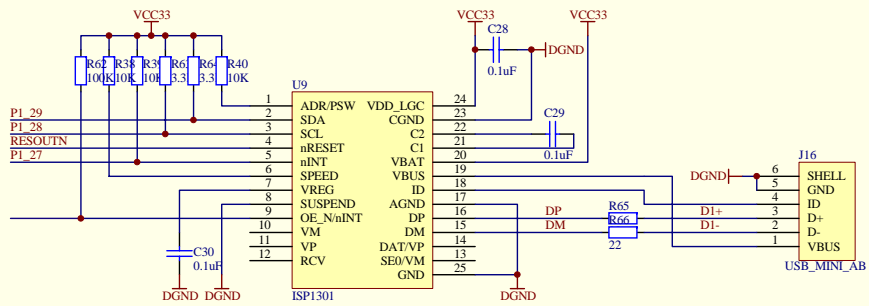 VCC33
VCC33
VCC33
C28
0.1uF
DGND
R62
100K
R38
10K
R39
10K
R63
3.3
R64
3.3
R40
10K
U9
P1_29
P1_28
RESOUTN
P1_27
1 ADR/PSW
2 SDA
3 SCL
4 nRESET
5 nINT
6 SPEED
7 VREG
8 SUSPEND
9 OE_N/nINT
10 VM
11 VP
12 RCV
VDD_LGC 24
CGND 23
C2 22
C1 21
VBAT 20
VBUS 19
ID 18
AGND 17
DP 16
DM 15
DAT/VP 14
SE0/VM 13
GND 25
ISP1301
C29
0.1uF
C30
0.1uF
DGND
DGND
DGND
DP
DM
R65
R66
22
D1+
D1-
DGND
J16
6 SHELL
5 GND
4 ID
3 D+
2 D-
1 VBUS
USB_MINI_AB